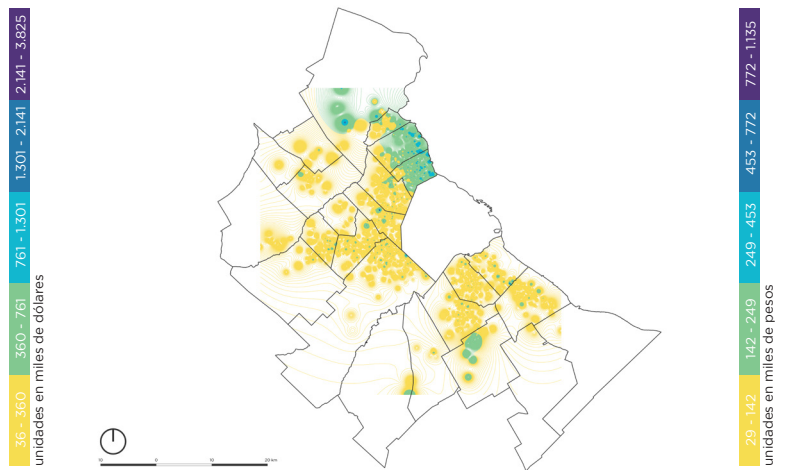 2.141 - 3.825
1.301 - 2.141
761 - 1.301
360 - 761
36 - 360
unidades en miles de dólares
772 - 1.135
453 - 772
249 - 453
142 - 249
29 - 142
unidades en miles de pesos
10 0 10 20 km